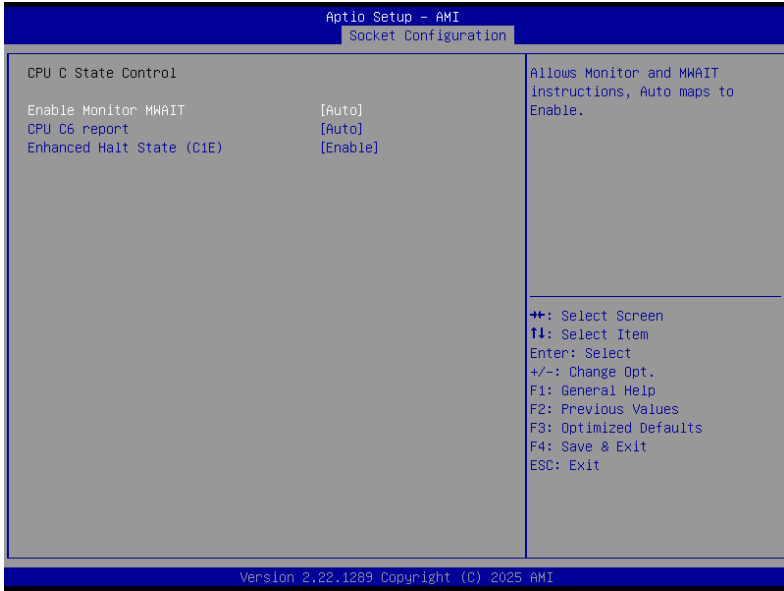 Aptio Setup – AMI
Socket Configuration
CPU C State Control
Enable Monitor MWAIT [Auto]
CPU C6 report [Auto]
Enhanced Halt State (C1E) [Enable]
Allows Monitor and MWAIT
instructions, Auto maps to
Enable.
→←: Select Screen
↑↓: Select Item
Enter: Select
+/-: Change Opt.
F1: General Help
F2: Previous Values
F3: Optimized Defaults
F4: Save & Exit
ESC: Exit
Version 2.22.1289 Copyright (C) 2025 AMI